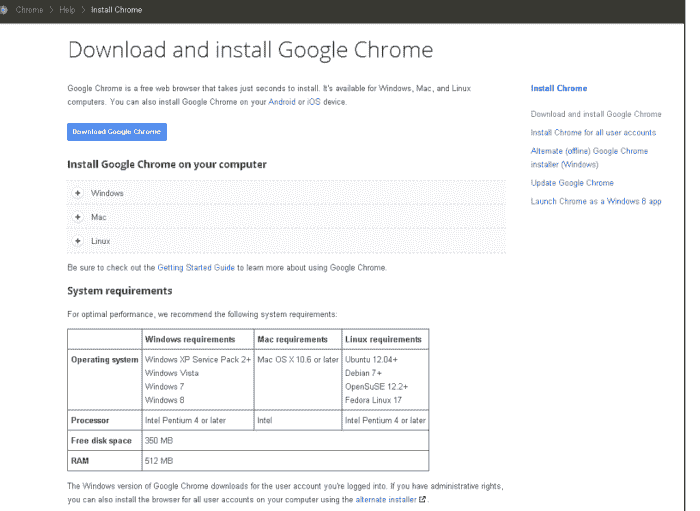 Chrome > Help > Install Chrome
Download and install Google Chrome
Google Chrome is a free web browser that takes just seconds to install. It's available for Windows, Mac, and Linux
computers. You can also install Google Chrome on your Android or iOS device.
Download Google Chrome
Install Google Chrome on your computer
+ Windows
+ Mac
+ Linux
Be sure to check out the Getting Started Guide to learn more about using Google Chrome.
System requirements
For optimal performance, we recommend the following system requirements:
Windows requirements Mac requirements Linux requirements
Operating system Windows XP Service Pack 2+ Mac OS X 10.6 or later Ubuntu 12.04+
Windows Vista Debian 7+
Windows 7 OpenSuSE 12.2+
Windows 8 Fedora Linux 17
Processor Intel Pentium 4 or later Intel Intel Pentium 4 or later
Free disk space 350 MB
RAM 512 MB
The Windows version of Google Chrome downloads for the user account you're logged into. If you have administrative rights,
you can also install the browser for all user accounts on your computer using the alternate installer.
Install Chrome
Download and install Google Chrome
Install Chrome for all user accounts
Alternate (offline) Google Chrome
installer (Windows)
Update Google Chrome
Launch Chrome as a Windows 8 app